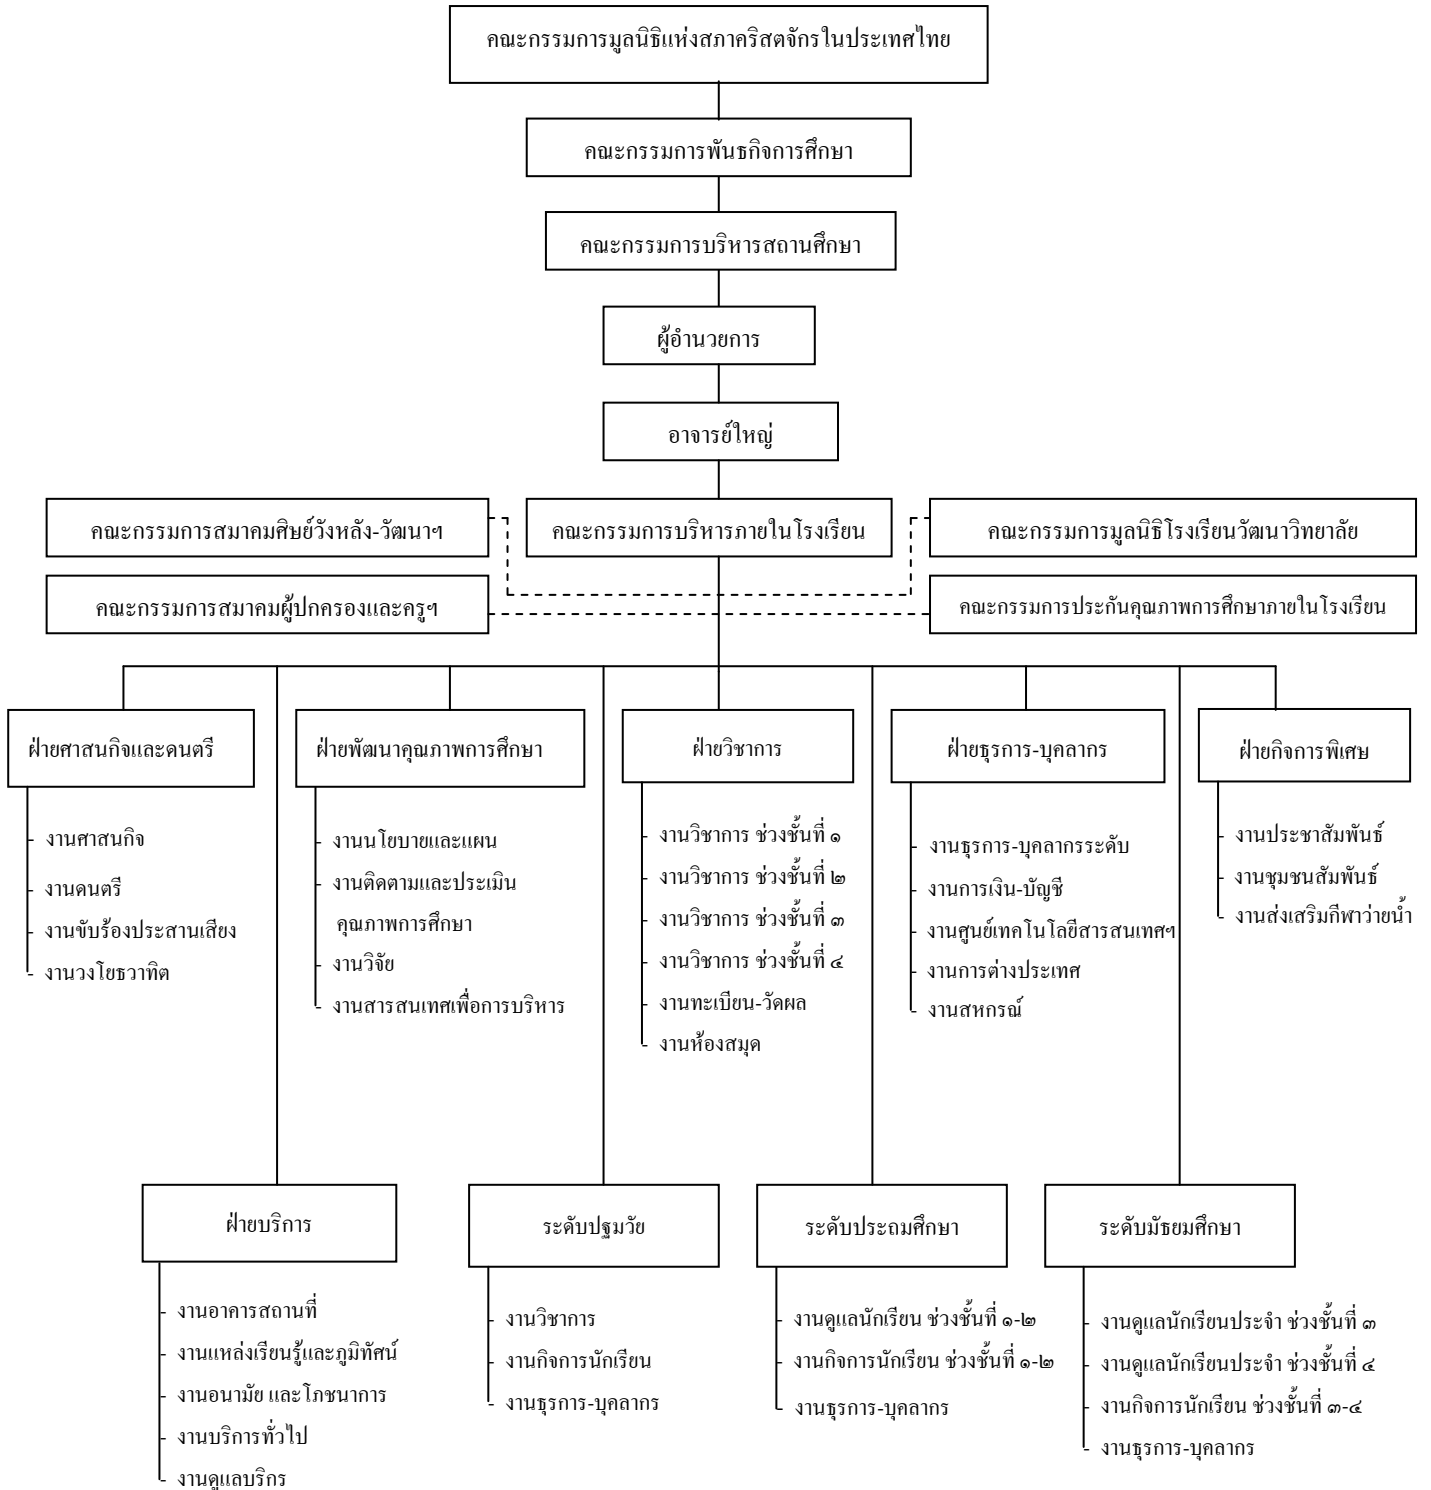 คณะกรรมการมูลนิธิแห่งสภาคริสตจักรในประเทศไทย
คณะกรรมการพันธกิจการศึกษา
คณะกรรมการบริหารสถานศึกษา
ผู้อำนวยการ
อาจารย์ใหญ่
คณะกรรมการสมาคมศิษย์วังหลัง-วัฒนาฯ
คณะกรรมการบริหารภายในโรงเรียน
คณะกรรมการมูลนิธิโรงเรียนวัฒนาวิทยาลัย
คณะกรรมการสมาคมผู้ปกครองและครูฯ
คณะกรรมการประกันคุณภาพการศึกษาภายในโรงเรียน
ฝ่ายศาสนกิจและดนตรี
- งานศาสนกิจ
- งานดนตรี
- งานขับร้องประสานเสียง
- งานวงโยธวาทิต
ฝ่ายพัฒนาคุณภาพการศึกษา
- งานนโยบายและแผน
- งานติดตามและประเมิน
คุณภาพการศึกษา
- งานวิจัย
- งานสารสนเทศเพื่อการบริหาร
ฝ่ายวิชาการ
- งานวิชาการ ช่วงชั้นที่ ๑
- งานวิชาการ ช่วงชั้นที่ ๒
- งานวิชาการ ช่วงชั้นที่ ๓
- งานวิชาการ ช่วงชั้นที่ ๔
- งานทะเบียน-วัดผล
- งานห้องสมุด
ฝ่ายธุรการ-บุคลากร
- งานธุรการ-บุคลากรระดับ
- งานการเงิน-บัญชี
- งานศูนย์เทคโนโลยีสารสนเทศฯ
- งานการต่างประเทศ
- งานสหกรณ์
ฝ่ายกิจการพิเศษ
- งานประชาสัมพันธ์
- งานชุมชนสัมพันธ์
- งานส่งเสริมกีฬาว่ายน้ำ
ฝ่ายบริการ
- งานอาคารสถานที่
- งานแหล่งเรียนรู้และภูมิทัศน์
- งานอนามัย และโภชนาการ
- งานบริการทั่วไป
- งานดูแลบริกร
ระดับปฐมวัย
- งานวิชาการ
- งานกิจการนักเรียน
- งานธุรการ-บุคลากร
ระดับประถมศึกษา
- งานดูแลนักเรียน ช่วงชั้นที่ ๑-๒
- งานกิจการนักเรียน ช่วงชั้นที่ ๑-๒
- งานธุรการ-บุคลากร
ระดับมัธยมศึกษา
- งานดูแลนักเรียนประจำ ช่วงชั้นที่ ๓
- งานดูแลนักเรียนประจำ ช่วงชั้นที่ ๔
- งานกิจการนักเรียน ช่วงชั้นที่ ๓-๔
- งานธุรการ-บุคลากร